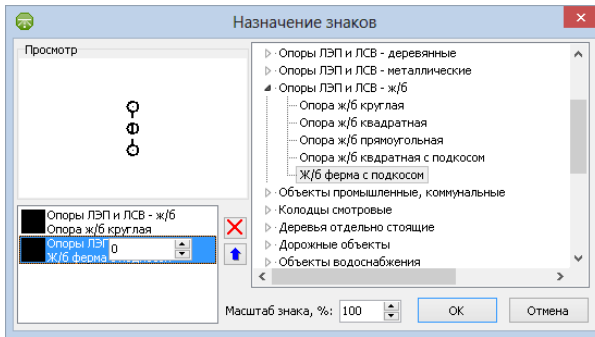 Назначение знаков
Просмотр
Опоры ЛЭП и ЛСВ - ж/б
Опора ж/б круглая
Опоры ЛЭП
0
Ж/б ферма
Опоры ЛЭП и ЛСВ - деревянные
Опоры ЛЭП и ЛСВ - металлические
Опоры ЛЭП и ЛСВ - ж/б
Опора ж/б круглая
Опора ж/б квадратная
Опора ж/б прямоугольная
Опора ж/б квдратная с подкосом
Ж/б ферма с подкосом
Объекты промышленные, коммунальные
Колодцы смотровые
Деревья отдельно стоящие
Дорожные объекты
Объекты водоснабжения
Масштаб знака, %: 100
ОК
Отмена